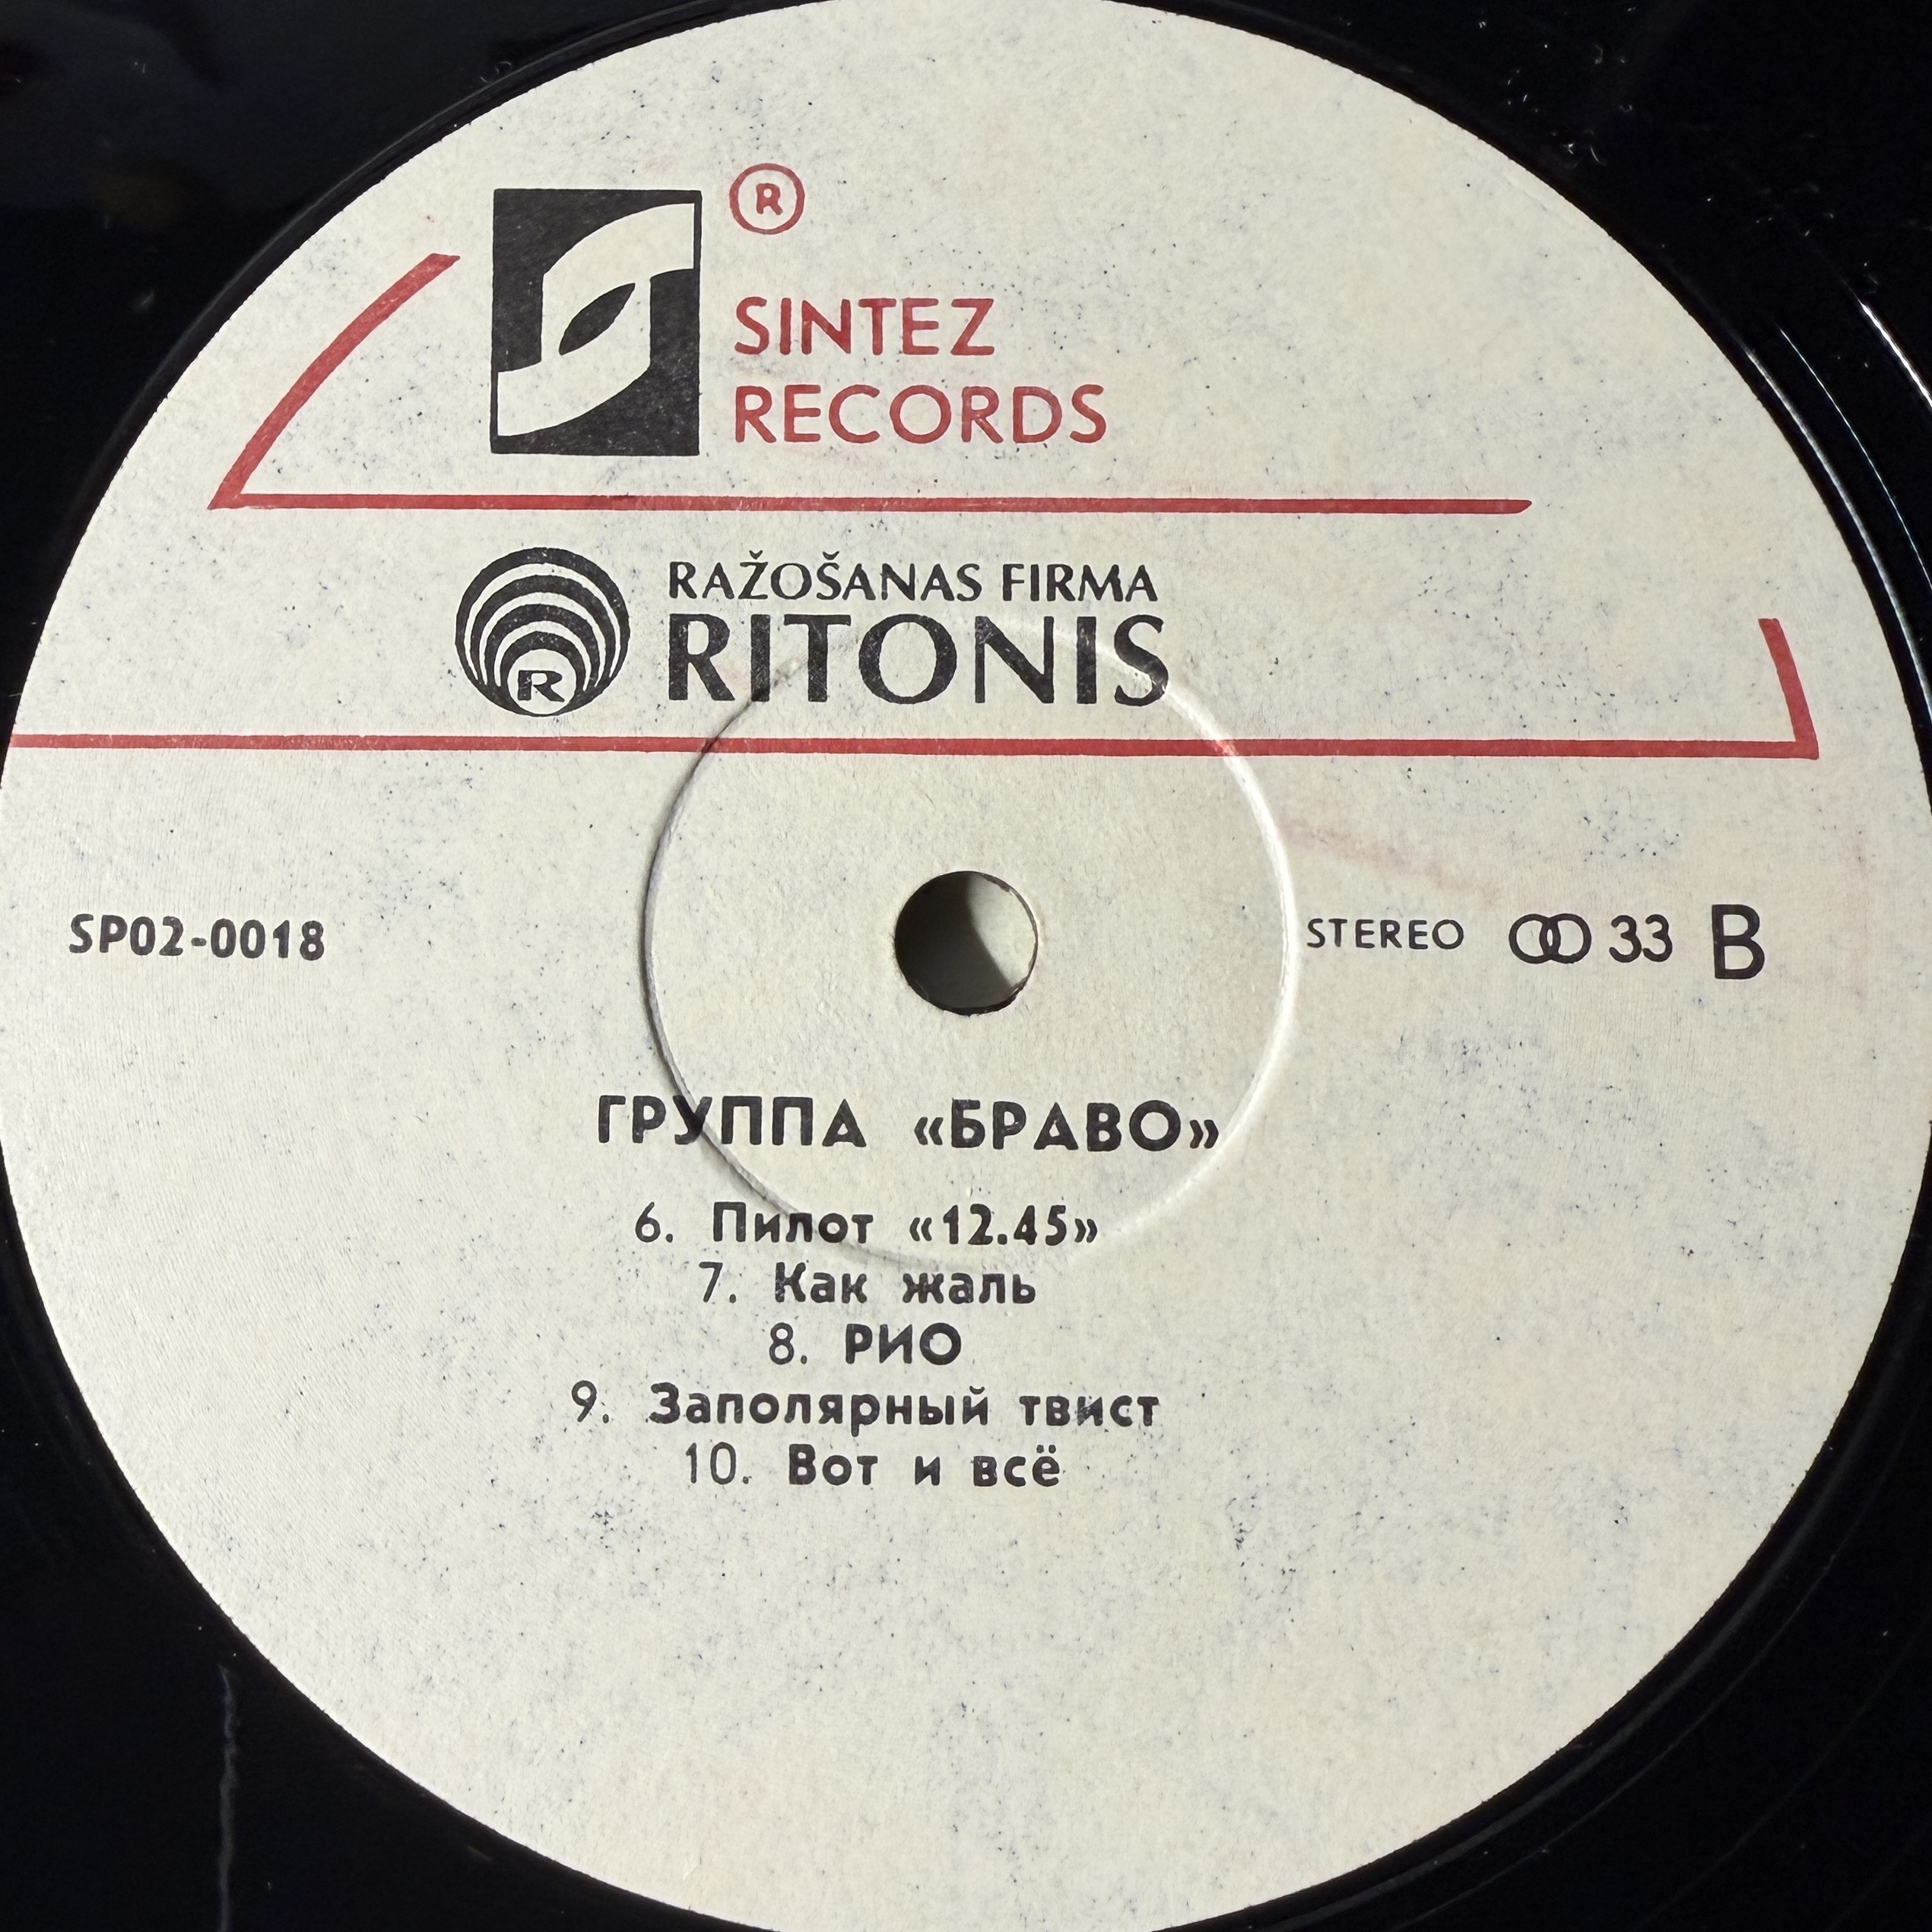 ®
SINTEZ
RECORDS
RAŽOŠANAS FIRMA
R RITONIS
SP02-0018 STEREO 33 B
ГРУППА «БРАВО»
6. Пилот «12.45»
7. Как жаль
8. РИО
9. Заполярный твист
10. Вот и всё